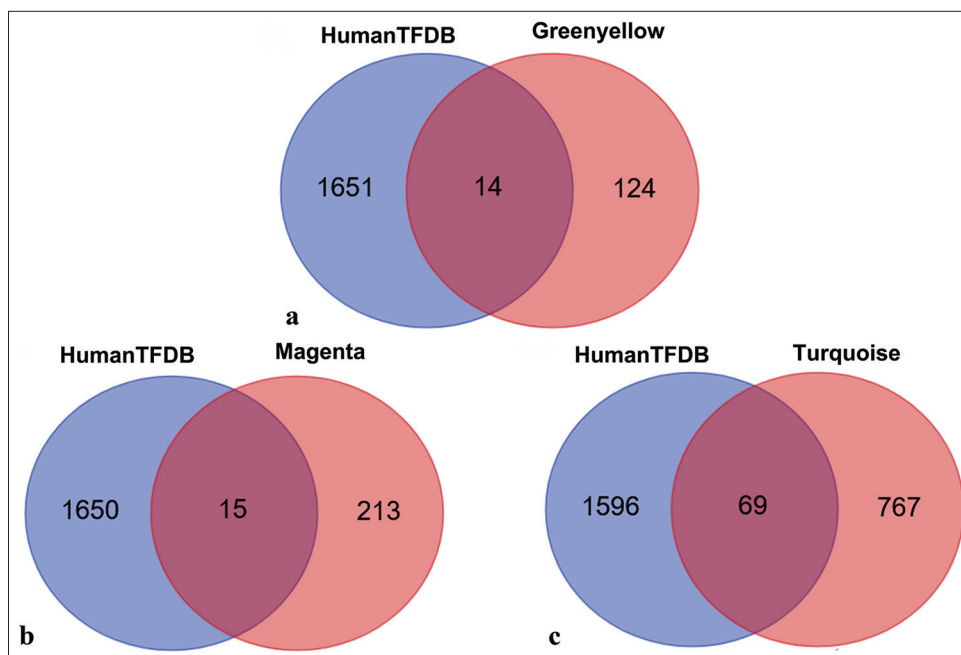 HumanTFDB Greenyellow
1651 14 124
a
HumanTFDB Magenta
1650 15 213
b
HumanTFDB Turquoise
1596 69 767
c